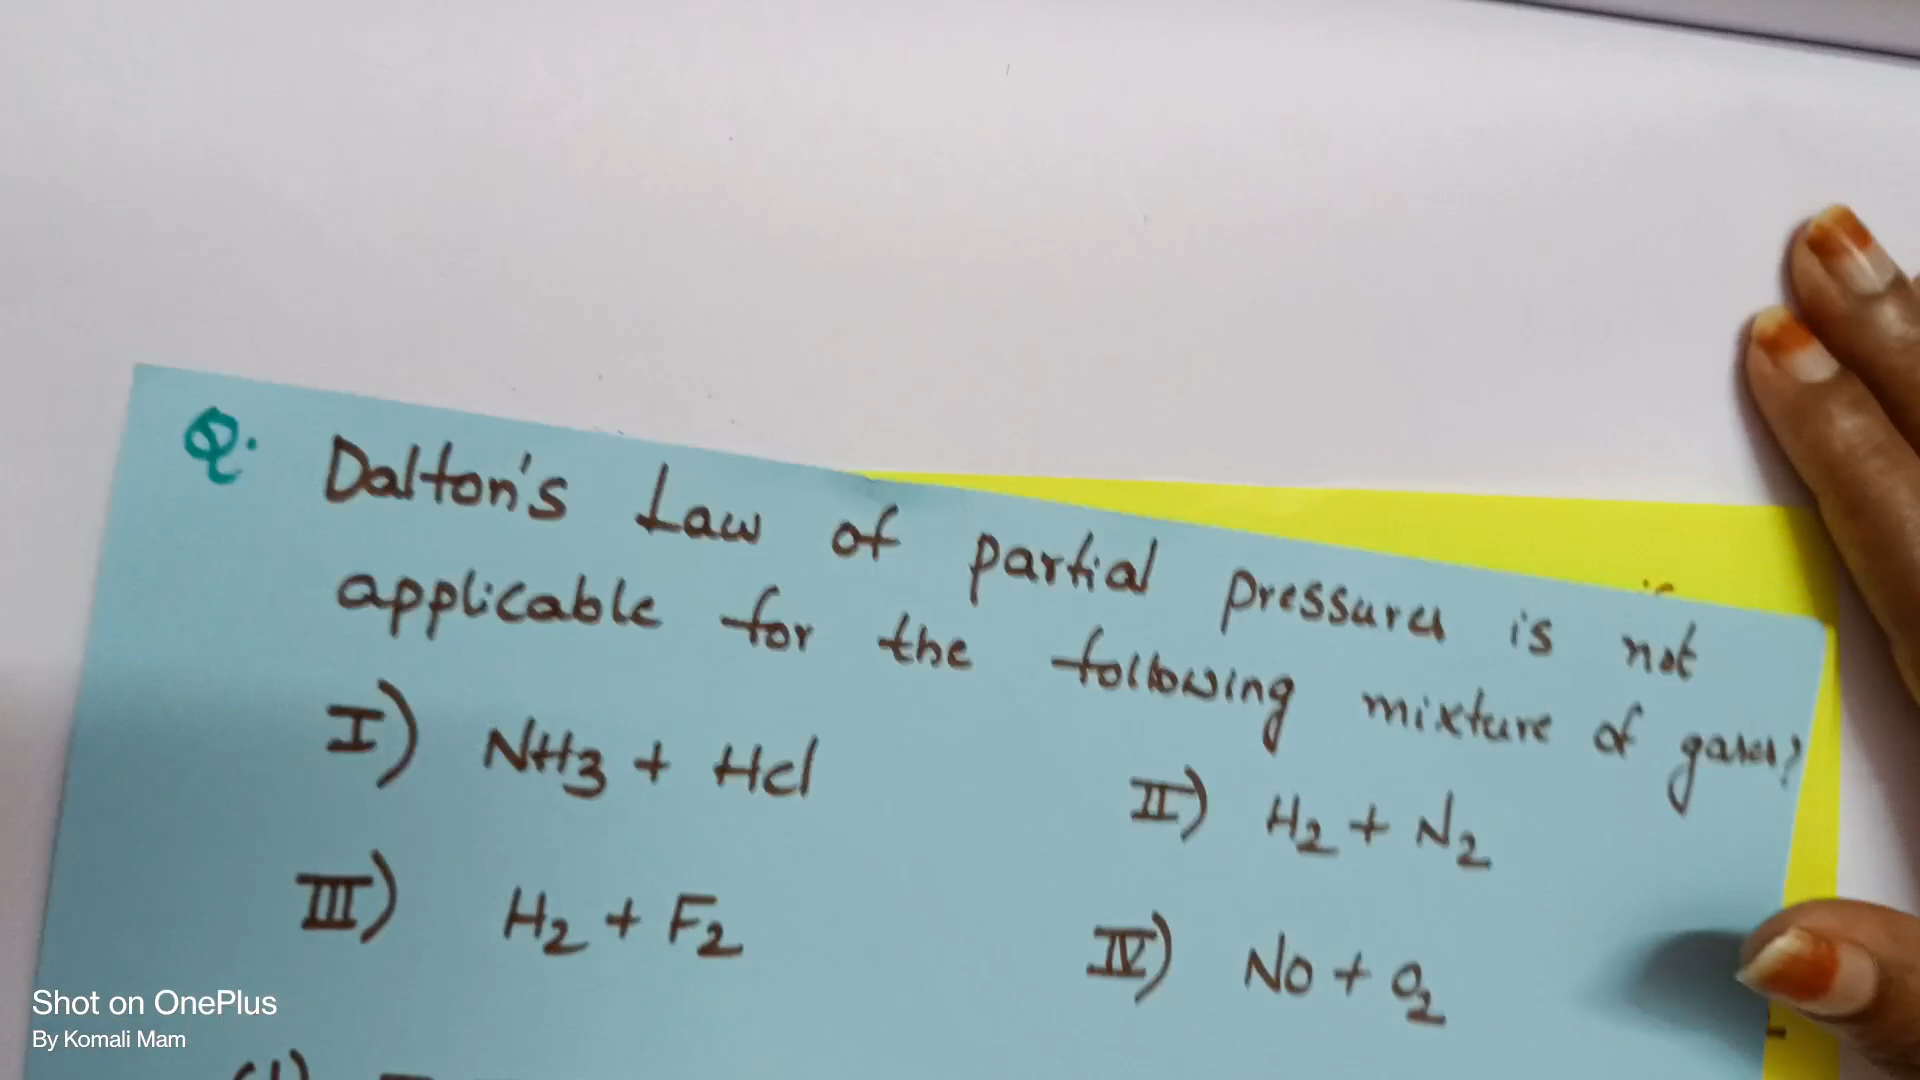 Q. Dalton's Law of partial pressures is not
applicable for the following mixture of gases?
I) NH3 + Hcl
II) H2 + N2
III) H2 + F2
IV) No + O2
Shot on OnePlus
By Komali Mam